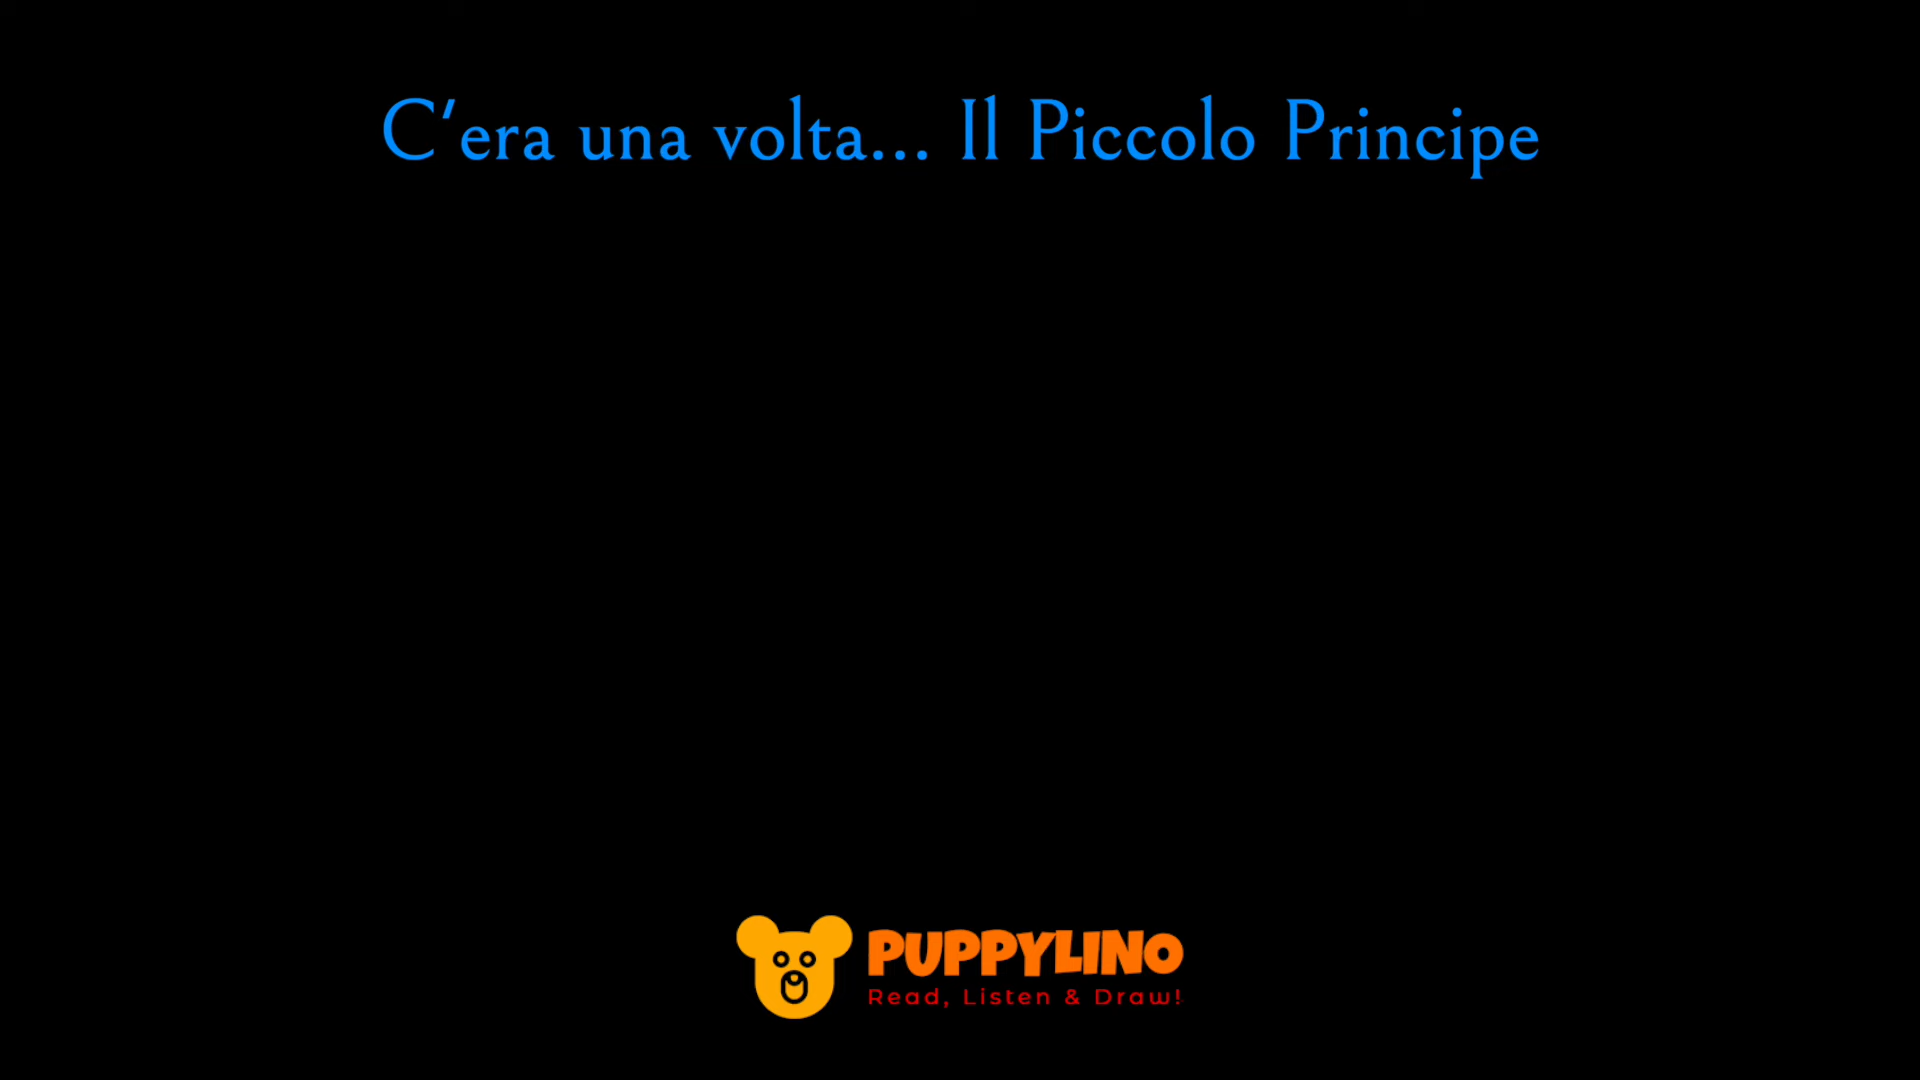 C'era una volta... Il Piccolo Principe
PUPPYLINO
Read, Listen & Draw!